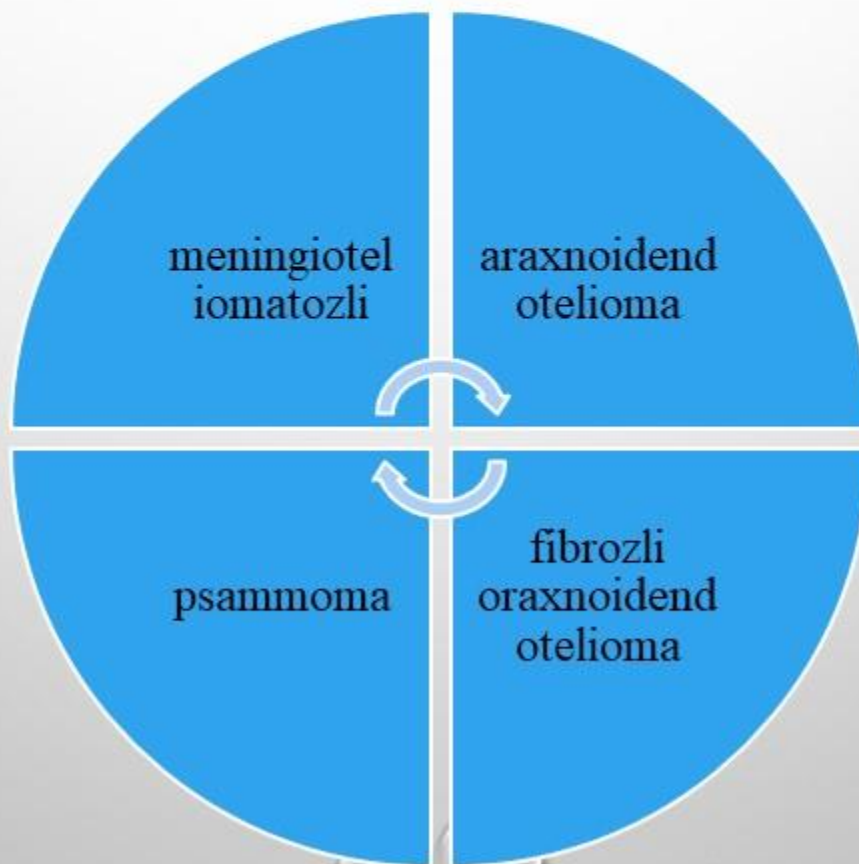 meningiotel
iomatozli
araxnoidend
otelioma
psammoma
fibrozli
oraxnoidend
otelioma